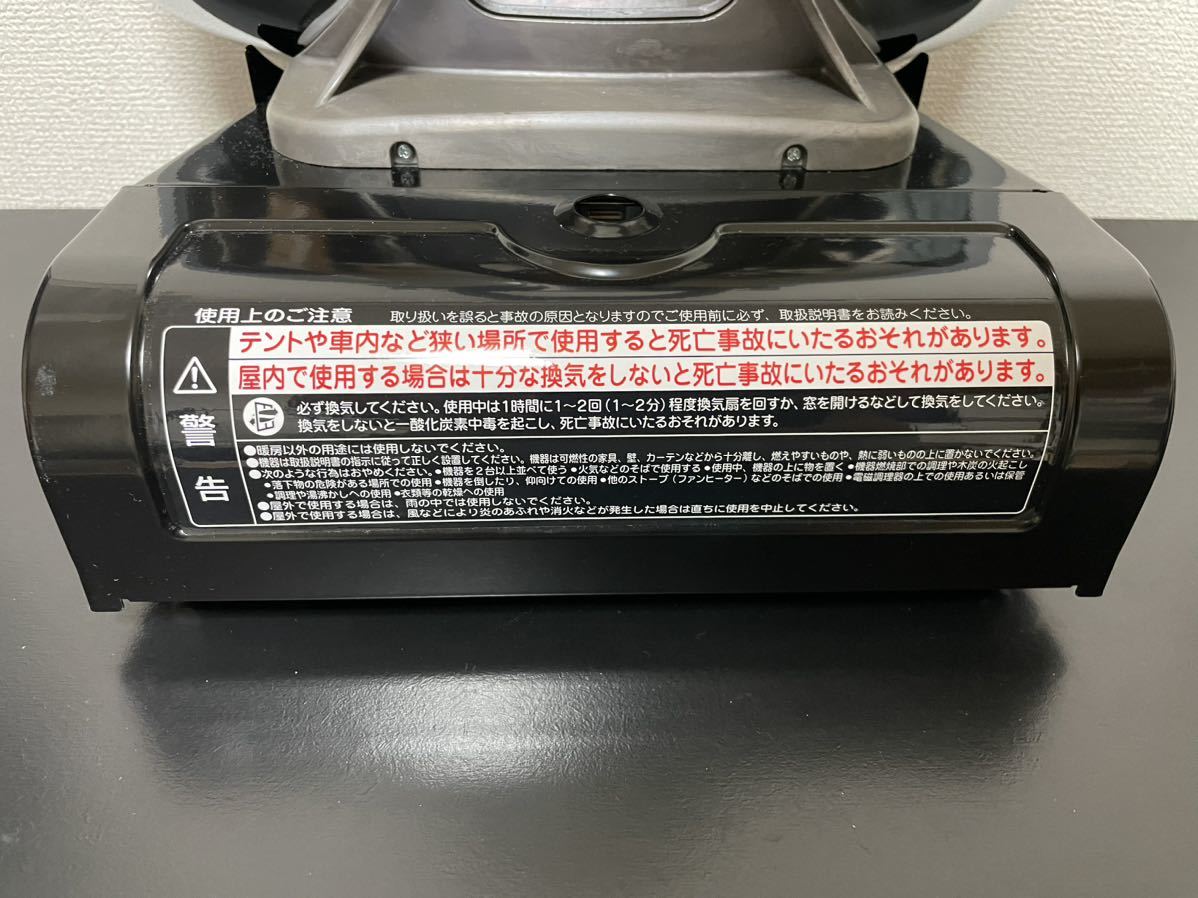 使用上のご注意 取り扱いを誤ると事故の原因となりますのでご使用前に必ず、取扱説明書をお読みください。
警告
テントや車内など狭い場所で使用すると死亡事故にいたるおそれがあります。
屋内で使用する場合は十分な換気をしないと死亡事故にいたるおそれがあります。
必ず換気してください。使用中は1時間に1~2回(1~2分)程度換気扇を回すか、窓を開けるなどして換気をしてください。
換気をしないと一酸化炭素中毒を起こし、死亡事故にいたるおそれがあります。
●暖房以外の用途には使用しないでください。
●機器は取扱説明書の指示に従って正しく設置してください。機器は可燃性の家具、壁、カーテンなどから十分離し、燃えやすいものや、熱に弱いものの上に置かないでください。
●次のような行為はおやめください。●機器を2台以上並べて使う ●火気などのそばで使用する ●使用中、機器の上に物を置く ●機器燃焼部での調理や木炭の火起こし
●落下物の危険がある場所での使用 ●機器を倒したり、仰向けての使用 ●他のストーブ(ファンヒーター)などのそばでの使用 ●電磁調理器の上での使用あるいは保管
●調理や湯沸かしへの使用 ●衣類等の乾燥への使用
●屋外で使用する場合は、雨の中では使用しないでください。
●屋外で使用する場合は、風などにより炎のあふれや消火などが発生した場合は直ちに使用を中止してください。